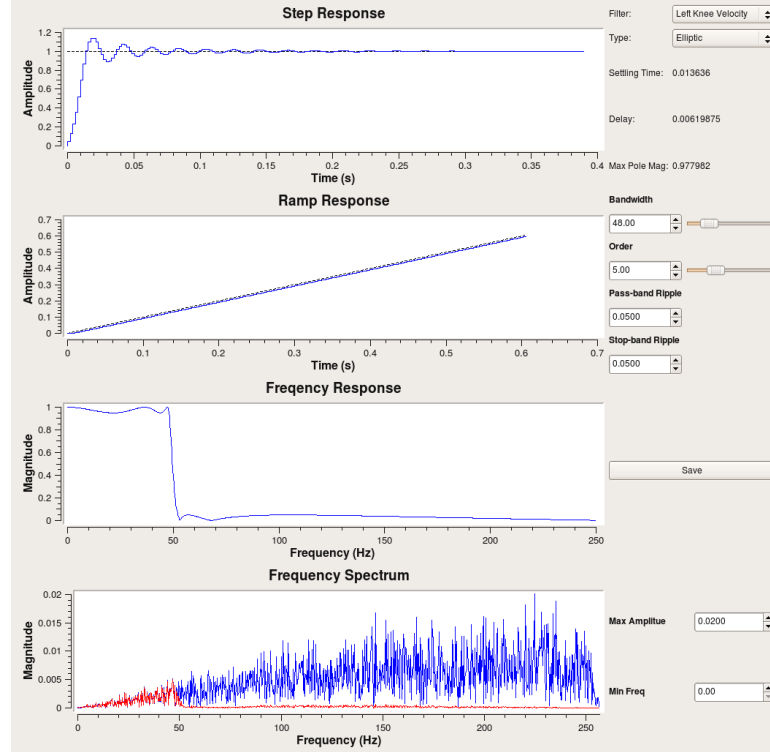 Step Response
1.2
1
0.8
0.6
0.4
0.2
0
Amplitude
0 0.05 0.1 0.15 0.2 0.25 0.3 0.35 0.4
Time (s)
Ramp Response
0.7
0.6
0.5
0.4
0.3
0.2
0.1
0
Amplitude
0 0.1 0.2 0.3 0.4 0.5 0.6 0.7
Time (s)
Freqency Response
1
0.8
0.6
0.4
0.2
0
Magnitude
0 50 100 150 200 250
Frequency (Hz)
Frequency Spectrum
0.02
0.015
0.01
0.005
0
Magnitude
0 50 100 150 200 250
Frequency (Hz)
Filter: Left Knee Velocity
Type: Elliptic
Settling Time: 0.013636
Delay: 0.00619875
Max Pole Mag: 0.977982
Bandwidth
48.00
Order
5.00
Pass-band Ripple
0.0500
Stop-band Ripple
0.0500
Save
Max Amplitue 0.0200
Min Freq 0.00